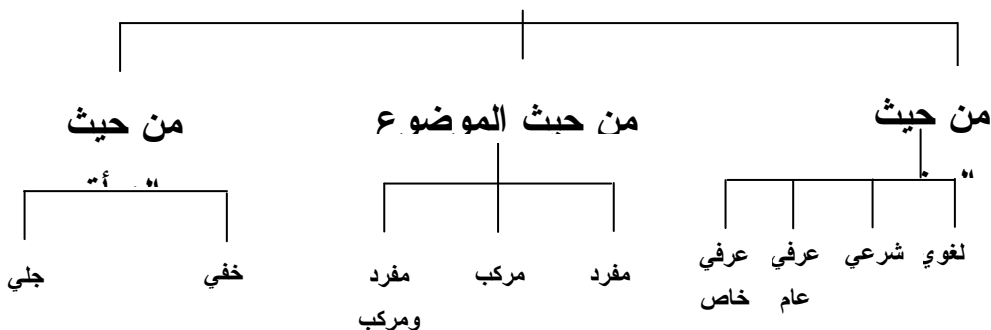 من حيث
من حيث الموضوع
من حيث
لغوي
شرعي
عرفي
عام
عرفي
خاص
مفرد
مركب
مفرد
ومركب
خفي
جلي